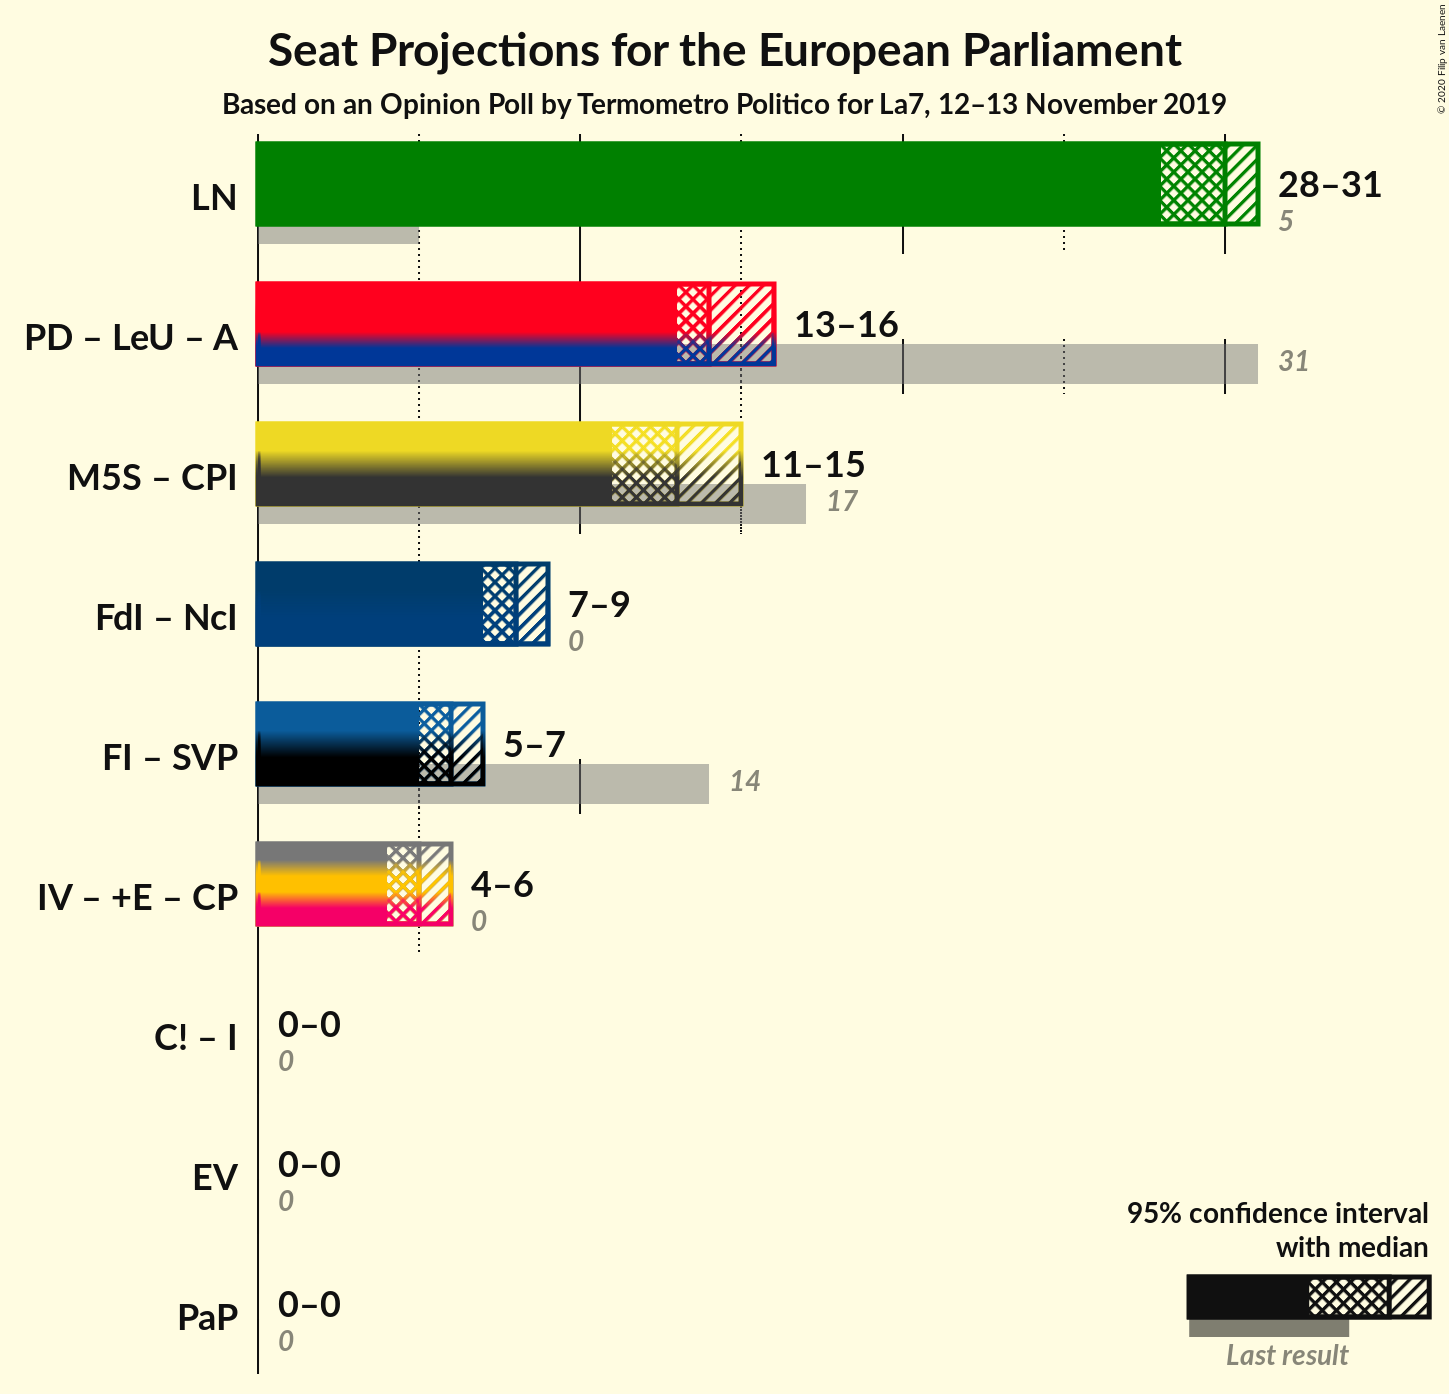 Seat Projections for the European Parliament
Based on an Opinion Poll by Termometro Politico for La7, 12–13 November 2019
© 2020 Filip van Laenen
LN
28–31
5
PD – LeU – A
13–16
31
M5S – CPI
11–15
17
FdI – NcI
7–9
0
FI – SVP
5–7
14
IV – +E – CP
4–6
0
C! – I
0–0
0
EV
0–0
0
PaP
0–0
0
95% confidence interval
with median
Last result